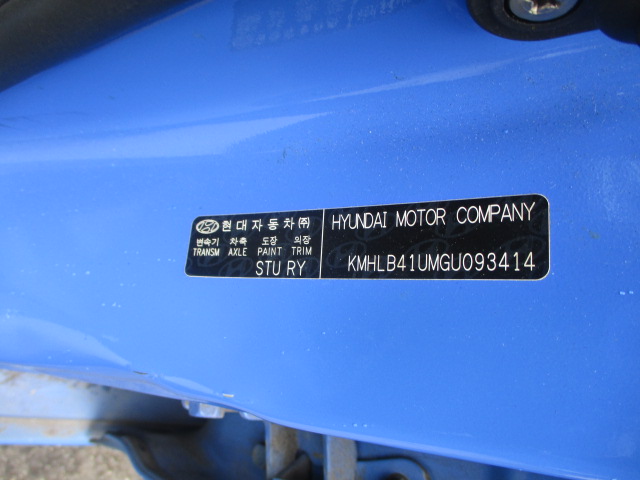 현대자동차㈜
변속기 차축 도장 의장
TRANSM AXLE PAINT TRIM
STU RY
HYUNDAI MOTOR COMPANY
KMHLB41UMGU093414